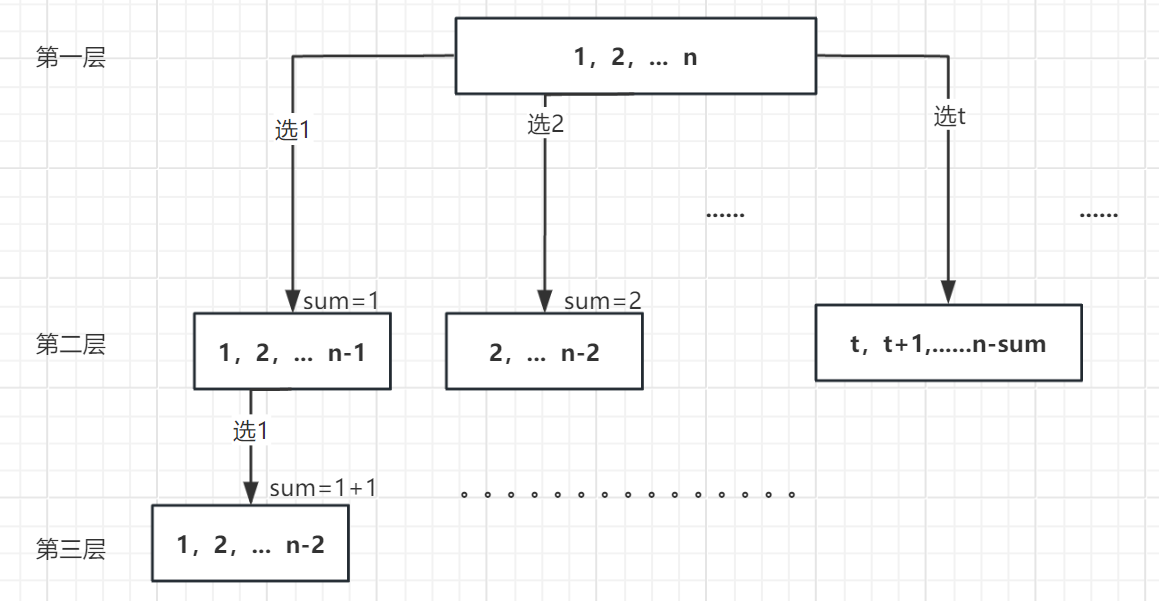 第一层
1，2，... n
选1
选2
选t
......
......
sum=1
sum=2
第二层
1，2，... n-1
2，... n-2
t，t+1,......n-sum
选1
sum=1+1
。。。。。。。。。。。。。。。
第三层
1，2，... n-2